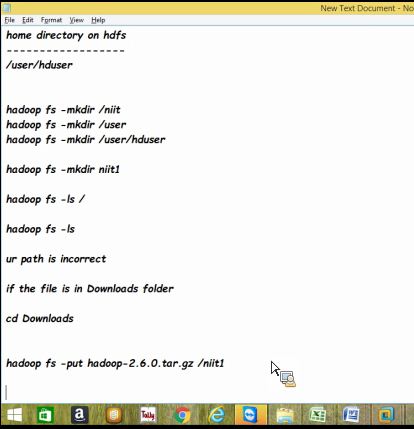 New Text Document - No
File Edit Format View Help
home directory on hdfs
------------------
/user/hduser
hadoop fs -mkdir /niit
hadoop fs -mkdir /user
hadoop fs -mkdir /user/hduser
hadoop fs -mkdir niit1
hadoop fs -ls /
hadoop fs -ls
ur path is incorrect
if the file is in Downloads folder
cd Downloads
hadoop fs -put hadoop-2.6.0.tar.gz /niit1
Tally